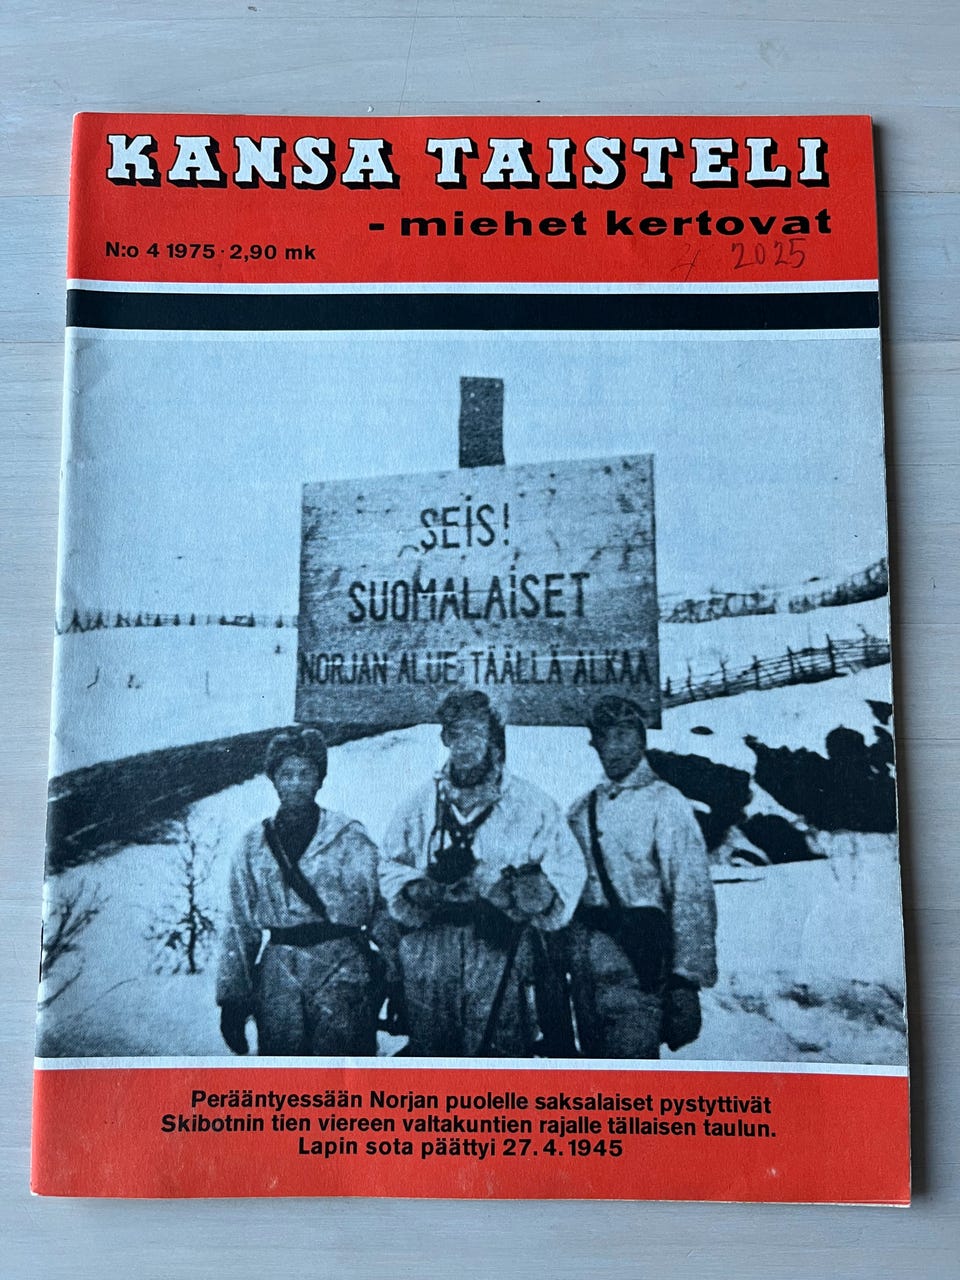 KANSA TAISTELI
- miehet kertovat
N:o 4 1975 · 2,90 mk
2025
SEIS!
SUOMALAISET
NORJAN ALUE TÄÄLLÄ ALKAA
Perääntyessään Norjan puolelle saksalaiset pystyttivät
Skibotnin tien viereen valtakuntien rajalle tällaisen taulun.
Lapin sota päättyi 27.4.1945